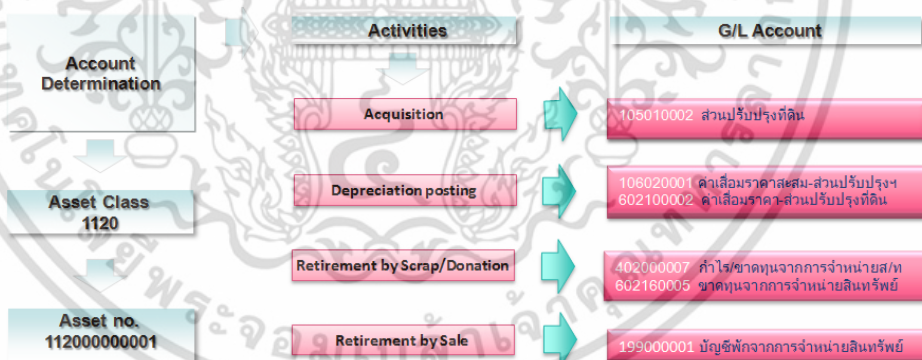 Account
Determination
Asset Class
1120
Asset no.
112000000001
Activities
Acquisition
Depreciation posting
Retirement by Scrap/Donation
Retirement by Sale
G/L Account
105010002 ส่วนปรับปรุงที่ดิน
106020001 ค่าเสื่อมราคาสะสม-ส่วนปรับปรุงฯ
602100002 ค่าเสื่อมราคา-ส่วนปรับปรุงที่ดิน
402000007 กำไร/ขาดทุนจากการจำหน่ายส/ท
602160005 ขาดทุนจากการจำหน่ายสินทรัพย์
199000001 บัญชีพักจากการจำหน่ายสินทรัพย์